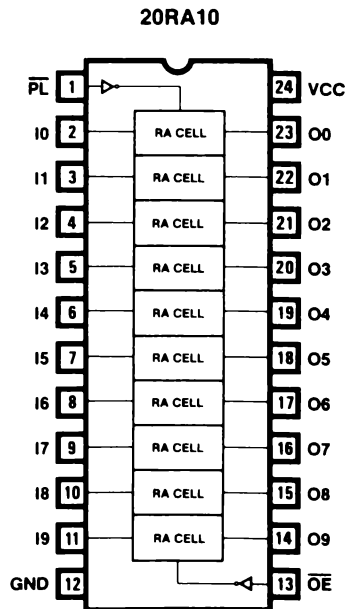 20RA10
P̅L̅ 1 24 VCC
I0 2 RA CELL 23 O0
I1 3 RA CELL 22 O1
I2 4 RA CELL 21 O2
I3 5 RA CELL 20 O3
I4 6 RA CELL 19 O4
I5 7 RA CELL 18 O5
I6 8 RA CELL 17 O6
I7 9 RA CELL 16 O7
I8 10 RA CELL 15 O8
I9 11 RA CELL 14 O9
GND 12 13 O̅E̅